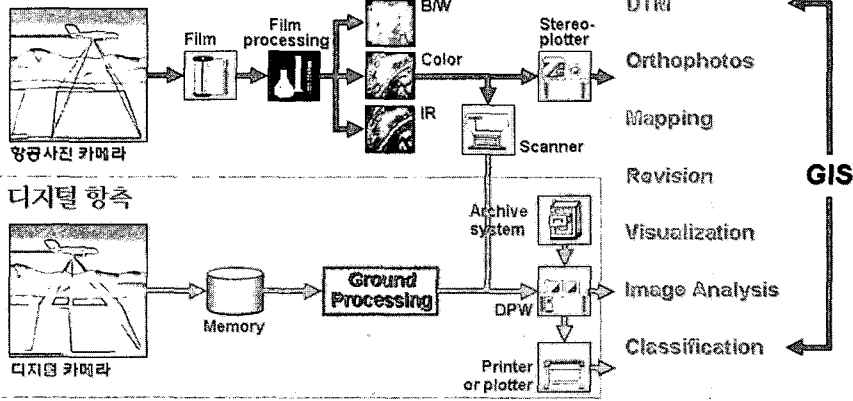 B/W
DTM
Stereo-
plotter
Film
Film
processing
Color
Orthophotos
IR
Mapping
항공사진 카메라
Scanner
Revision
GIS
디지털 항측
Archive
system
Visualization
Ground
Processing
Image Analysis
DPW
Memory
Classification
디지털 카메라
Printer
or plotter